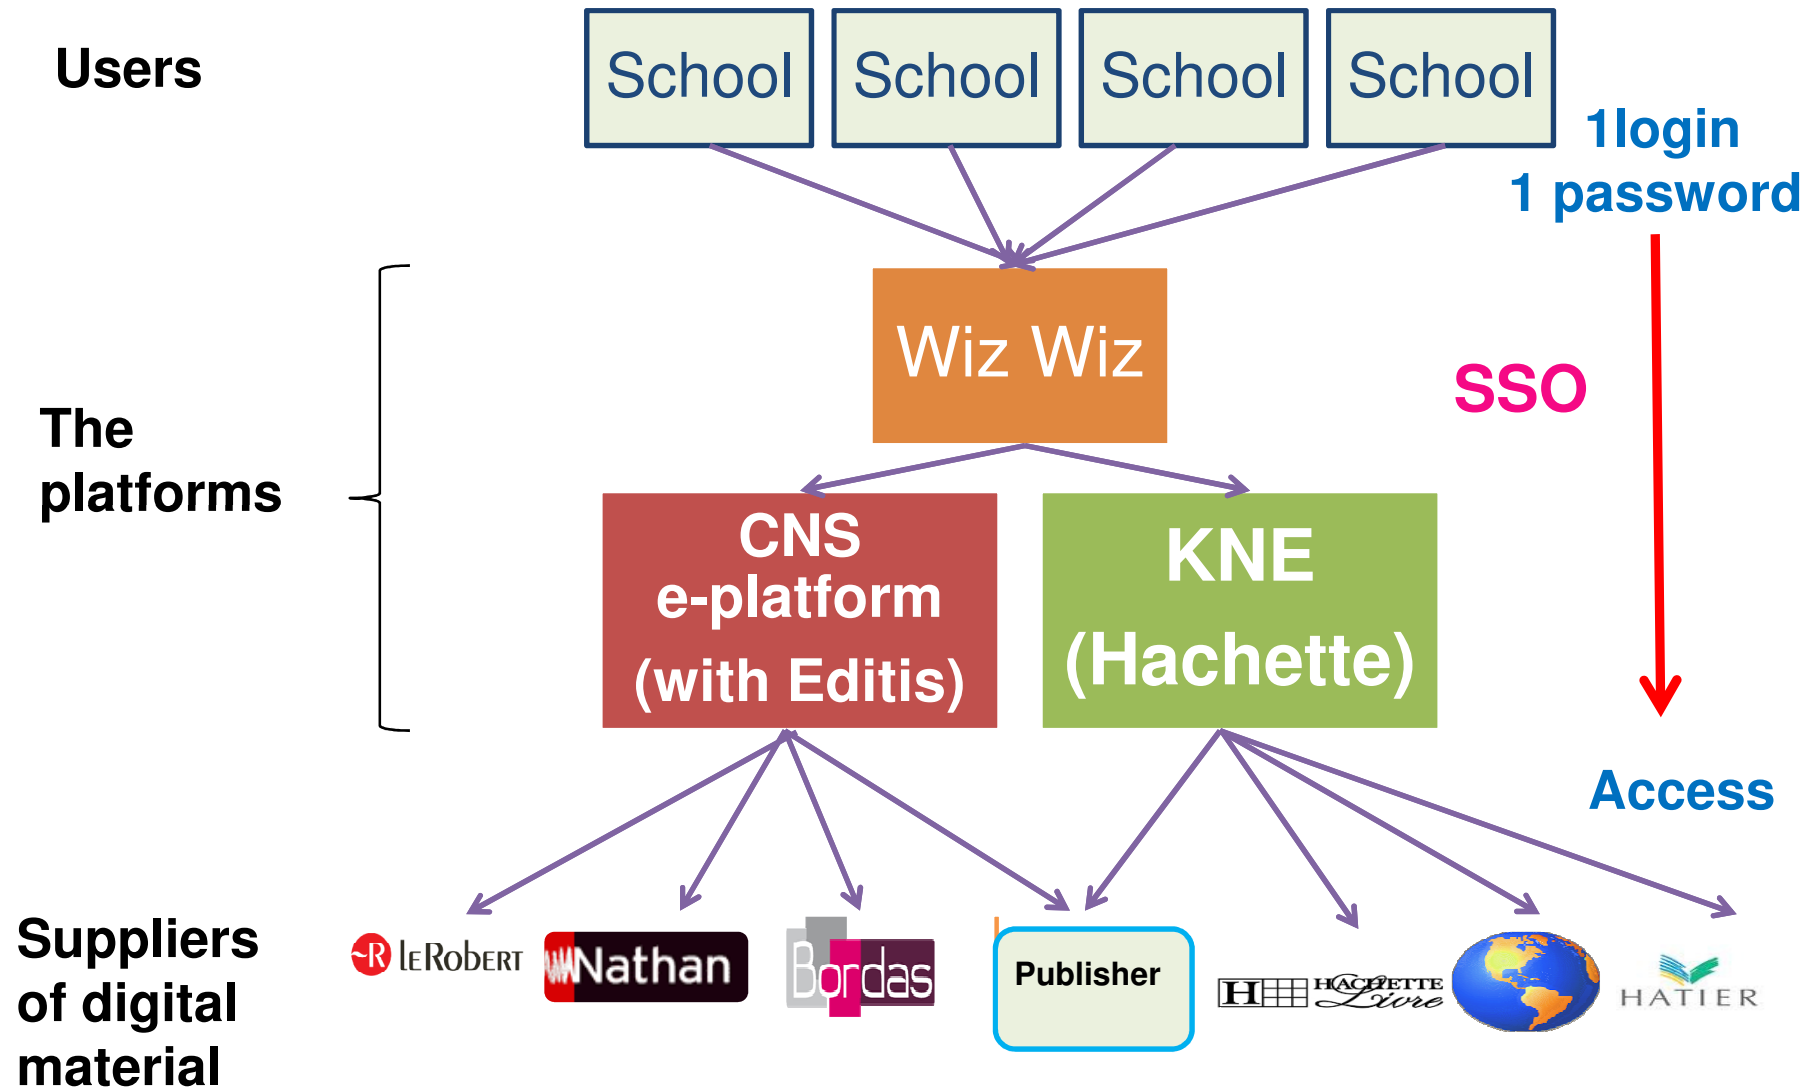 Users
School
School
School
School
1login
1 password
Wiz Wiz
SSO
The
platforms
CNS
e-platform
(with Editis)
KNE
(Hachette)
Access
Suppliers
of digital
material
R leRobert
Nathan
Bordas
Publisher
H HACHETTE
Livre
HATIER